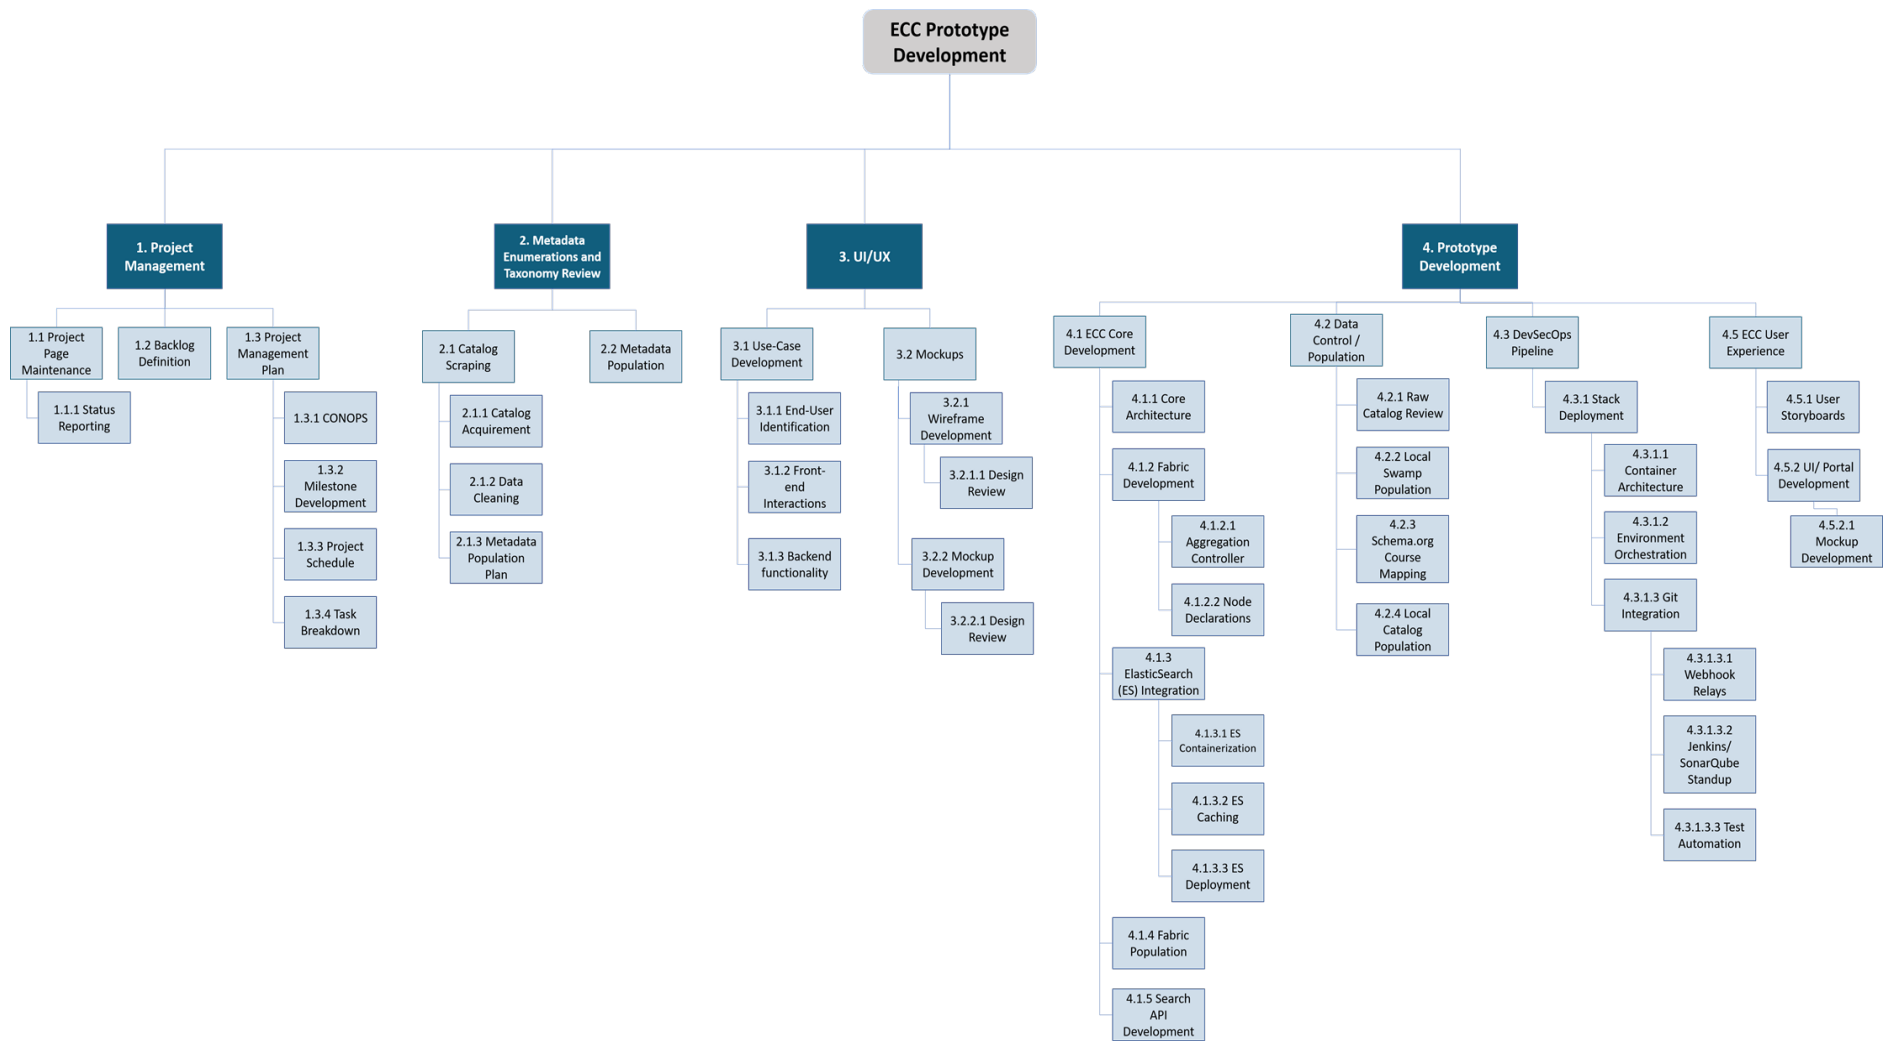 ECC Prototype
Development
1. Project
Management
2. Metadata
Enumerations and
Taxonomy Review
3. UI/UX
4. Prototype
Development
1.1 Project
Page
Maintenance
1.1.1 Status
Reporting
1.2 Backlog
Definition
1.3 Project
Management
Plan
1.3.1 CONOPS
1.3.2
Milestone
Development
1.3.3 Project
Schedule
1.3.4 Task
Breakdown
2.1 Catalog
Scraping
2.1.1 Catalog
Acquirement
2.1.2 Data
Cleaning
2.1.3 Metadata
Population
Plan
2.2 Metadata
Population
3.1 Use-Case
Development
3.1.1 End-User
Identification
3.1.2 Front-
end
Interactions
3.1.3 Backend
functionality
3.2 Mockups
3.2.1
Wireframe
Development
3.2.1.1 Design
Review
3.2.2 Mockup
Development
3.2.2.1 Design
Review
4.1 ECC Core
Development
4.1.1 Core
Architecture
4.1.2 Fabric
Development
4.1.2.1
Aggregation
Controller
4.1.2.2 Node
Declarations
4.1.3
ElasticSearch
(ES) Integration
4.1.3.1 ES
Containerization
4.1.3.2 ES
Caching
4.1.3.3 ES
Deployment
4.1.4 Fabric
Population
4.1.5 Search
API
Development
4.2 Data
Control /
Population
4.2.1 Raw
Catalog Review
4.2.2 Local
Swamp
Population
4.2.3
Schema.org
Course
Mapping
4.2.4 Local
Catalog
Population
4.3 DevSecOps
Pipeline
4.3.1 Stack
Deployment
4.3.1.1
Container
Architecture
4.3.1.2
Environment
Orchestration
4.3.1.3 Git
Integration
4.3.1.3.1
Webhook
Relays
4.3.1.3.2
Jenkins/
SonarQube
Standup
4.3.1.3.3 Test
Automation
4.5 ECC User
Experience
4.5.1 User
Storyboards
4.5.2 UI/ Portal
Development
4.5.2.1
Mockup
Development